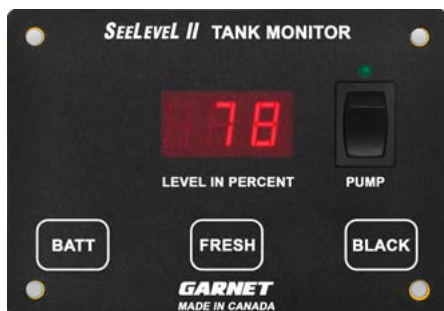 SEELEVEL II TANK MONITOR
78
LEVEL IN PERCENT
PUMP
BATT
FRESH
BLACK
GARNET
MADE IN CANADA